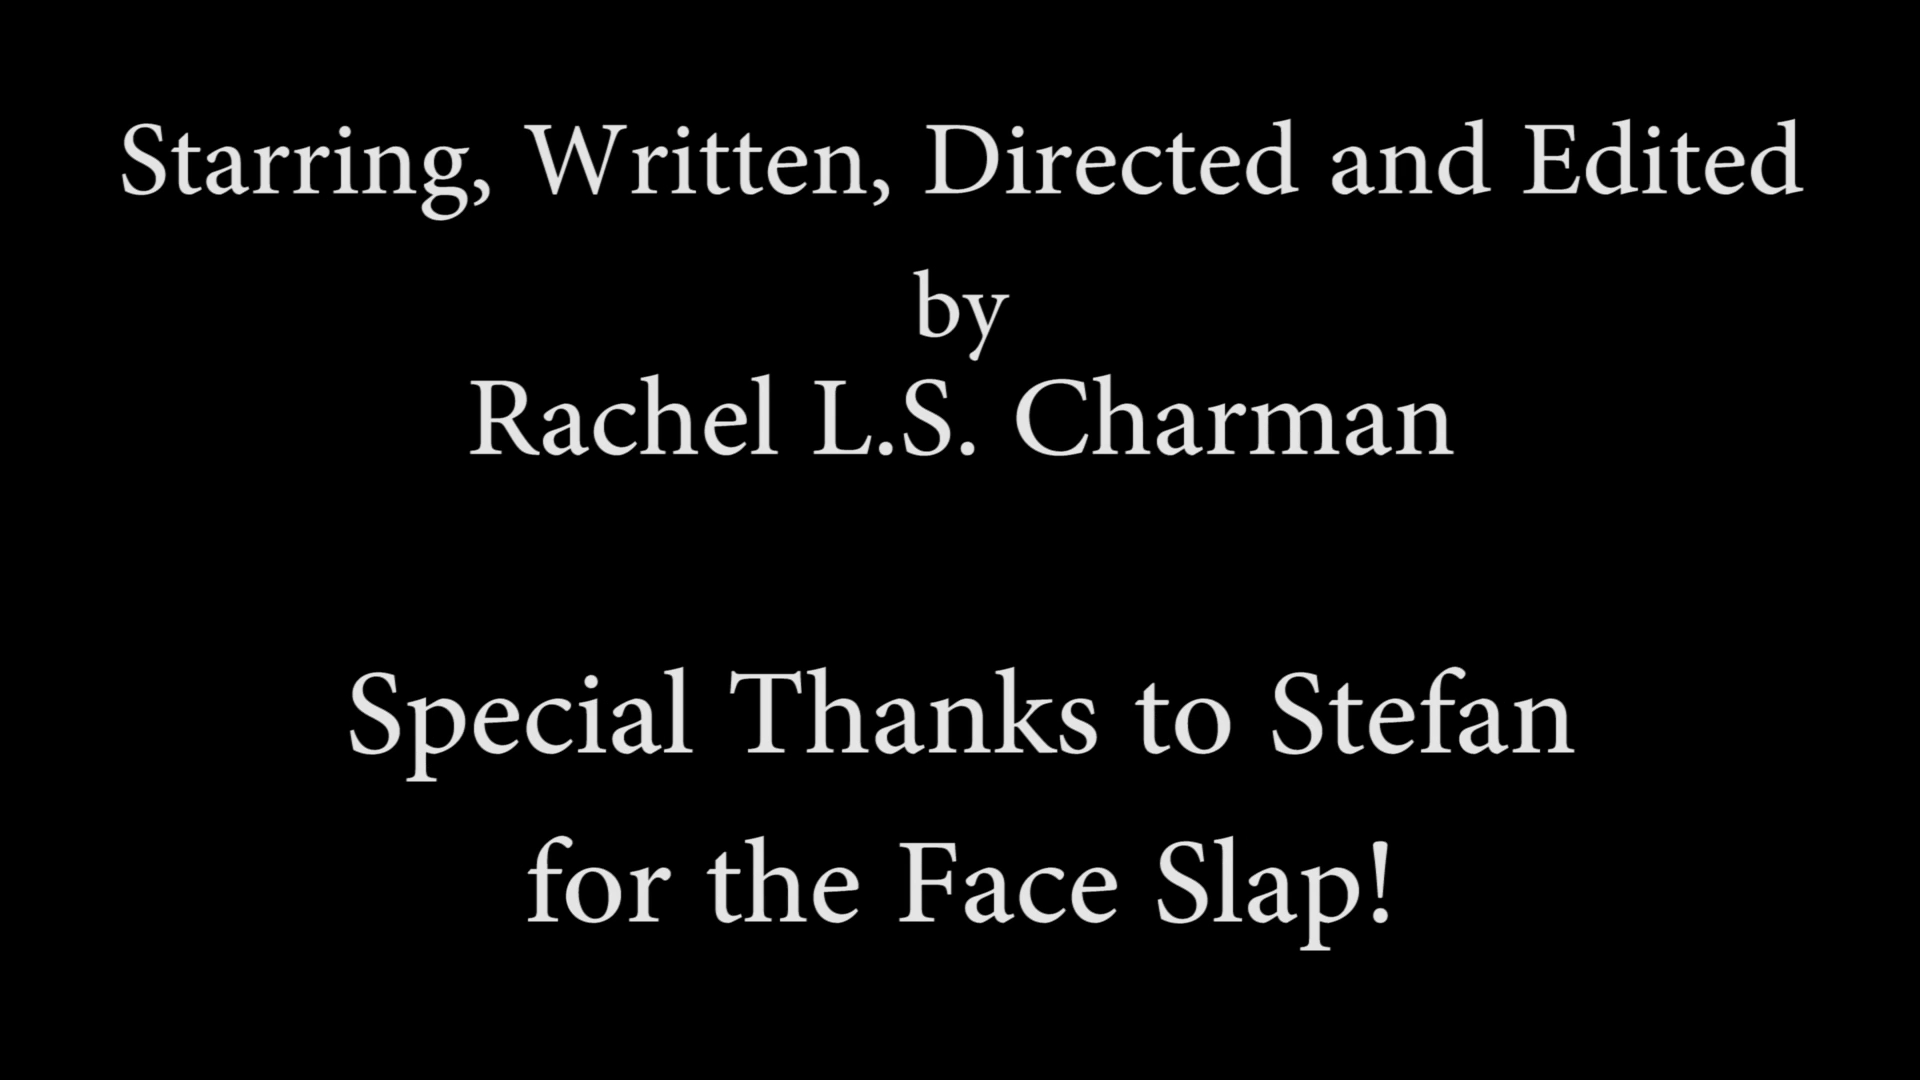 Starring, Written, Directed and Edited
by
Rachel L.S. Charman
Special Thanks to Stefan
for the Face Slap!